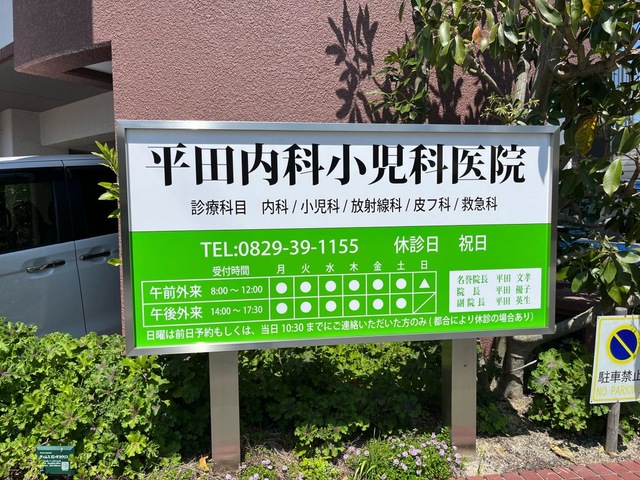 平田内科小児科医院
診療科目 内科/小児科/放射線科/皮フ科/救急科
TEL:0829-39-1155 休診日 祝日
受付時間 月 火 水 木 金 土 日
午前外来 8:00～12:00 ● ● ● ● ● ● ▲
午後外来 14:00～17:30 ● ● ● ● ● ● ／
名誉院長 平田 文孝
院長 平田 優子
副院長 平田 英生
日曜は前日予約もしくは、当日 10:30 までにご連絡いただいた方のみ(都合により休診の場合あり)
駐車禁止
NO PARKING